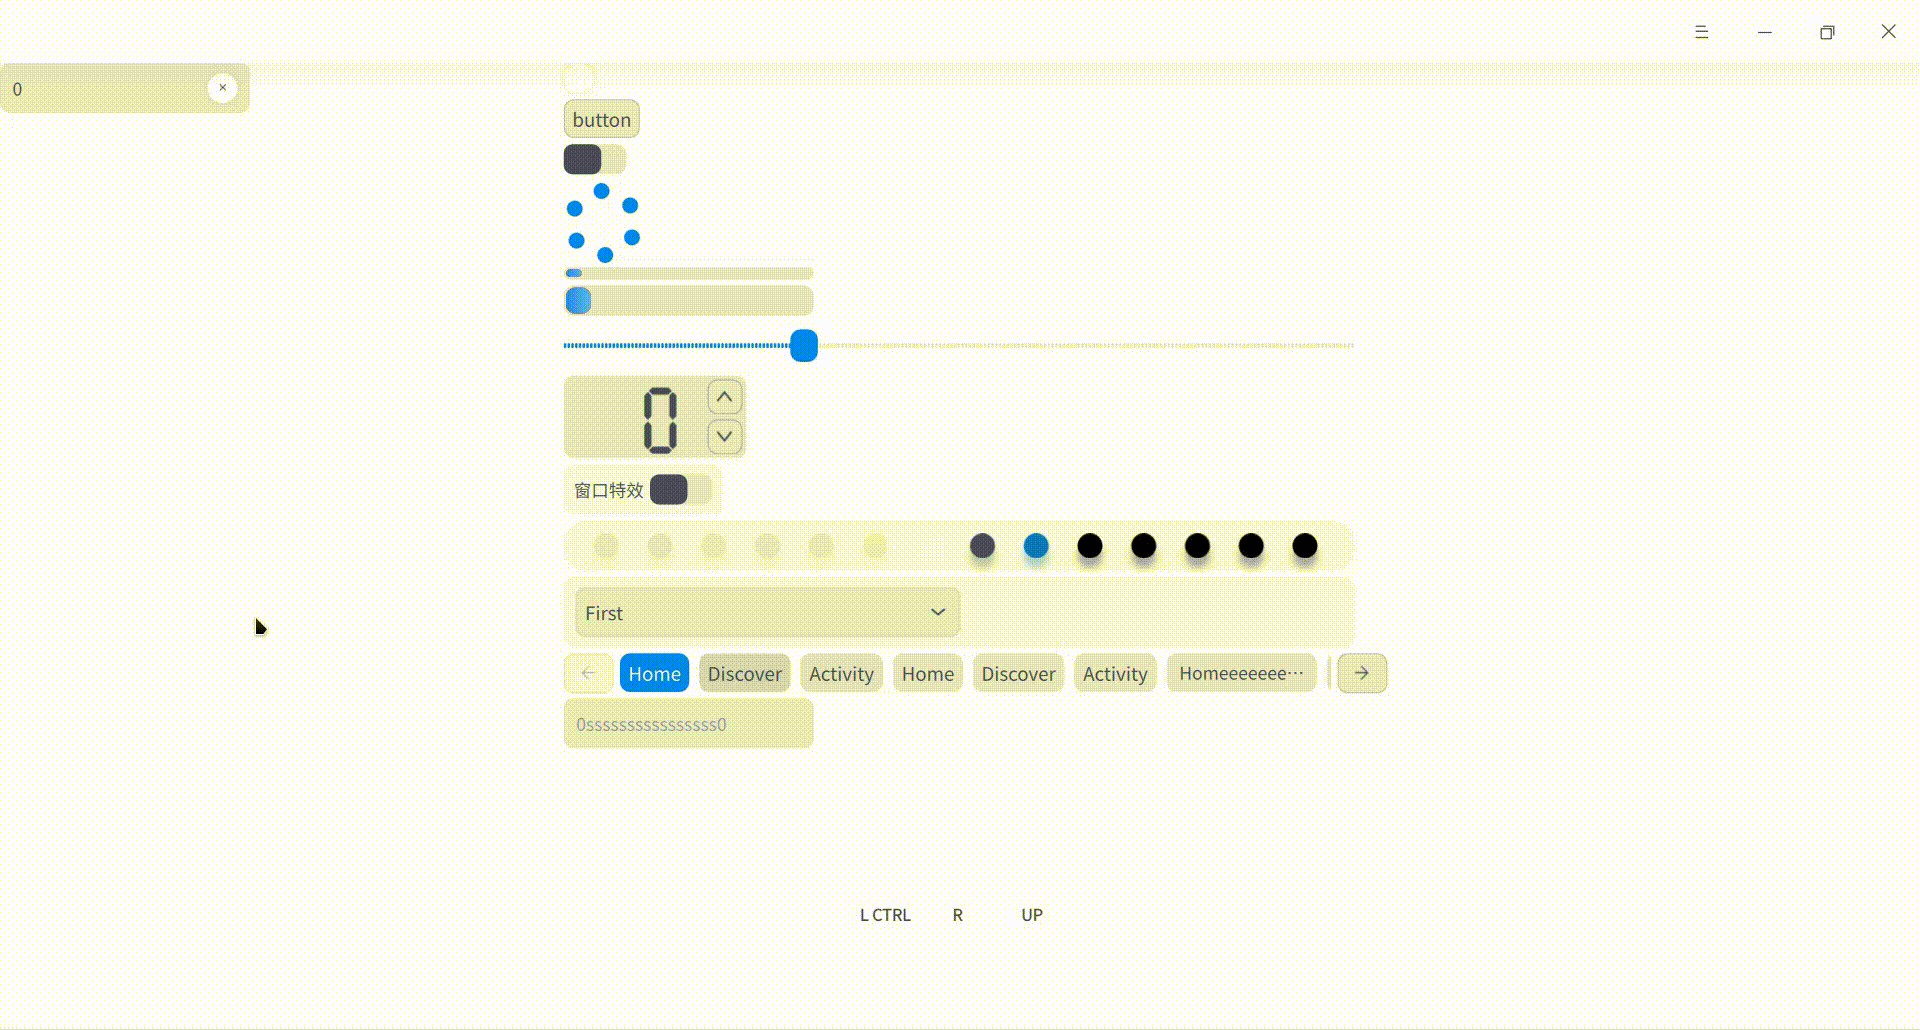 0
button
0
窗口特效
First
Home Discover Activity Home Discover Activity Homeeeeeee···
0ssssssssssssssss0
L CTRL R UP